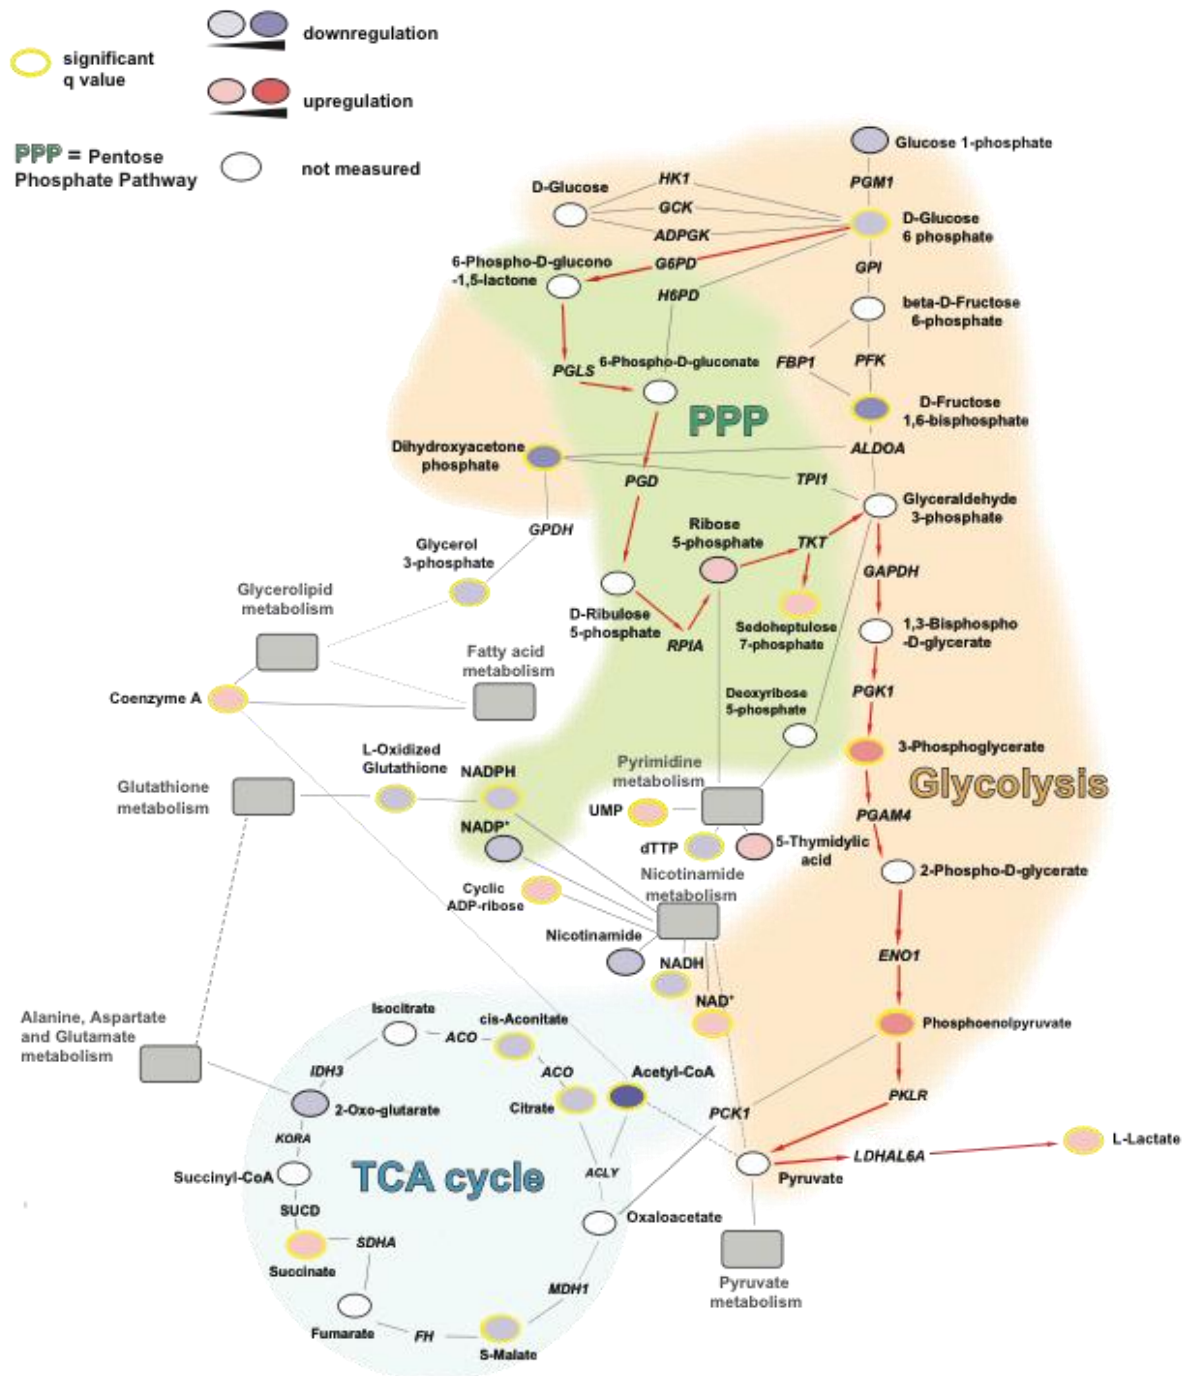 significant
q value
downregulation
upregulation
PPP = Pentose
Phosphate Pathway
not measured
Glucose 1-phosphate
PGM1
D-Glucose
HK1
GCK
ADPGK
D-Glucose
6 phosphate
6-Phospho-D-glucono
-1,5-lactone
G6PD
H6PD
GPI
beta-D-Fructose
6-phosphate
PGLS
6-Phospho-D-gluconate
FBP1
PFK
PPP
D-Fructose
1,6-bisphosphate
Dihydroxyacetone
phosphate
ALDOA
PGD
TPI1
Glyceraldehyde
3-phosphate
GPDH
Ribose
5-phosphate
TKT
Glycerol
3-phosphate
GAPDH
Glycerolipid
metabolism
D-Ribulose
5-phosphate
RPIA
Sedoheptulose
7-phosphate
1,3-Bisphospho
-D-glycerate
Fatty acid
metabolism
Coenzyme A
Deoxyribose
5-phosphate
PGK1
L-Oxidized
Glutathione
NADPH
Pyrimidine
metabolism
3-Phosphoglycerate
Glycolysis
Glutathione
metabolism
UMP
PGAM4
NADP+
dTTP
5-Thymidylic
acid
2-Phospho-D-glycerate
Cyclic
ADP-ribose
Nicotinamide
metabolism
Nicotinamide
NADH
ENO1
NAD+
Alanine, Aspartate
and Glutamate
metabolism
Isocitrate
ACO
cis-Aconitate
Phosphoenolpyruvate
IDH3
ACO
Acetyl-CoA
2-Oxo-glutarate
Citrate
PCK1
PKLR
KORA
L-Lactate
LDHAL6A
Succinyl-CoA
TCA cycle
ACLY
Pyruvate
SUCD
Oxaloacetate
SDHA
Succinate
MDH1
Pyruvate
metabolism
Fumarate
FH
S-Malate